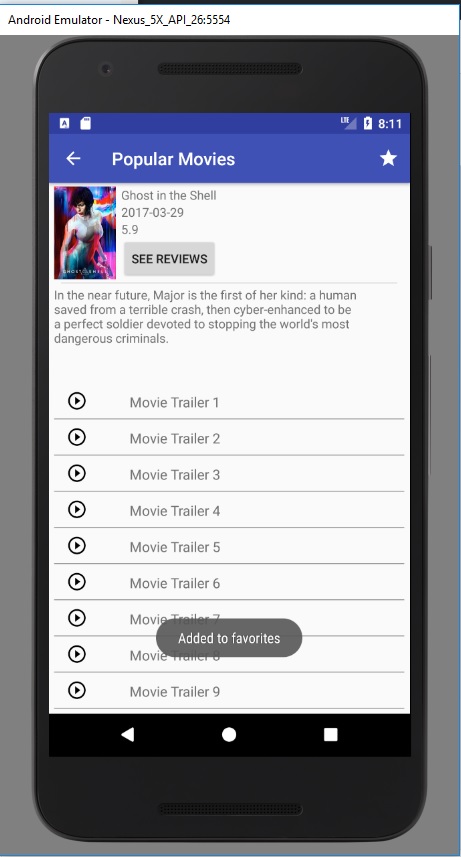 Android Emulator - Nexus_5X_API_26:5554
LTE 8:11
Popular Movies
Ghost in the Shell
2017-03-29
5.9
GHOST IN THE SHELL
SEE REVIEWS
In the near future, Major is the first of her kind: a human
saved from a terrible crash, then cyber-enhanced to be
a perfect soldier devoted to stopping the world's most
dangerous criminals.
Movie Trailer 1
Movie Trailer 2
Movie Trailer 3
Movie Trailer 4
Movie Trailer 5
Movie Trailer 6
Movie Trailer 7
Added to favorites
Movie Trailer 8
Movie Trailer 9